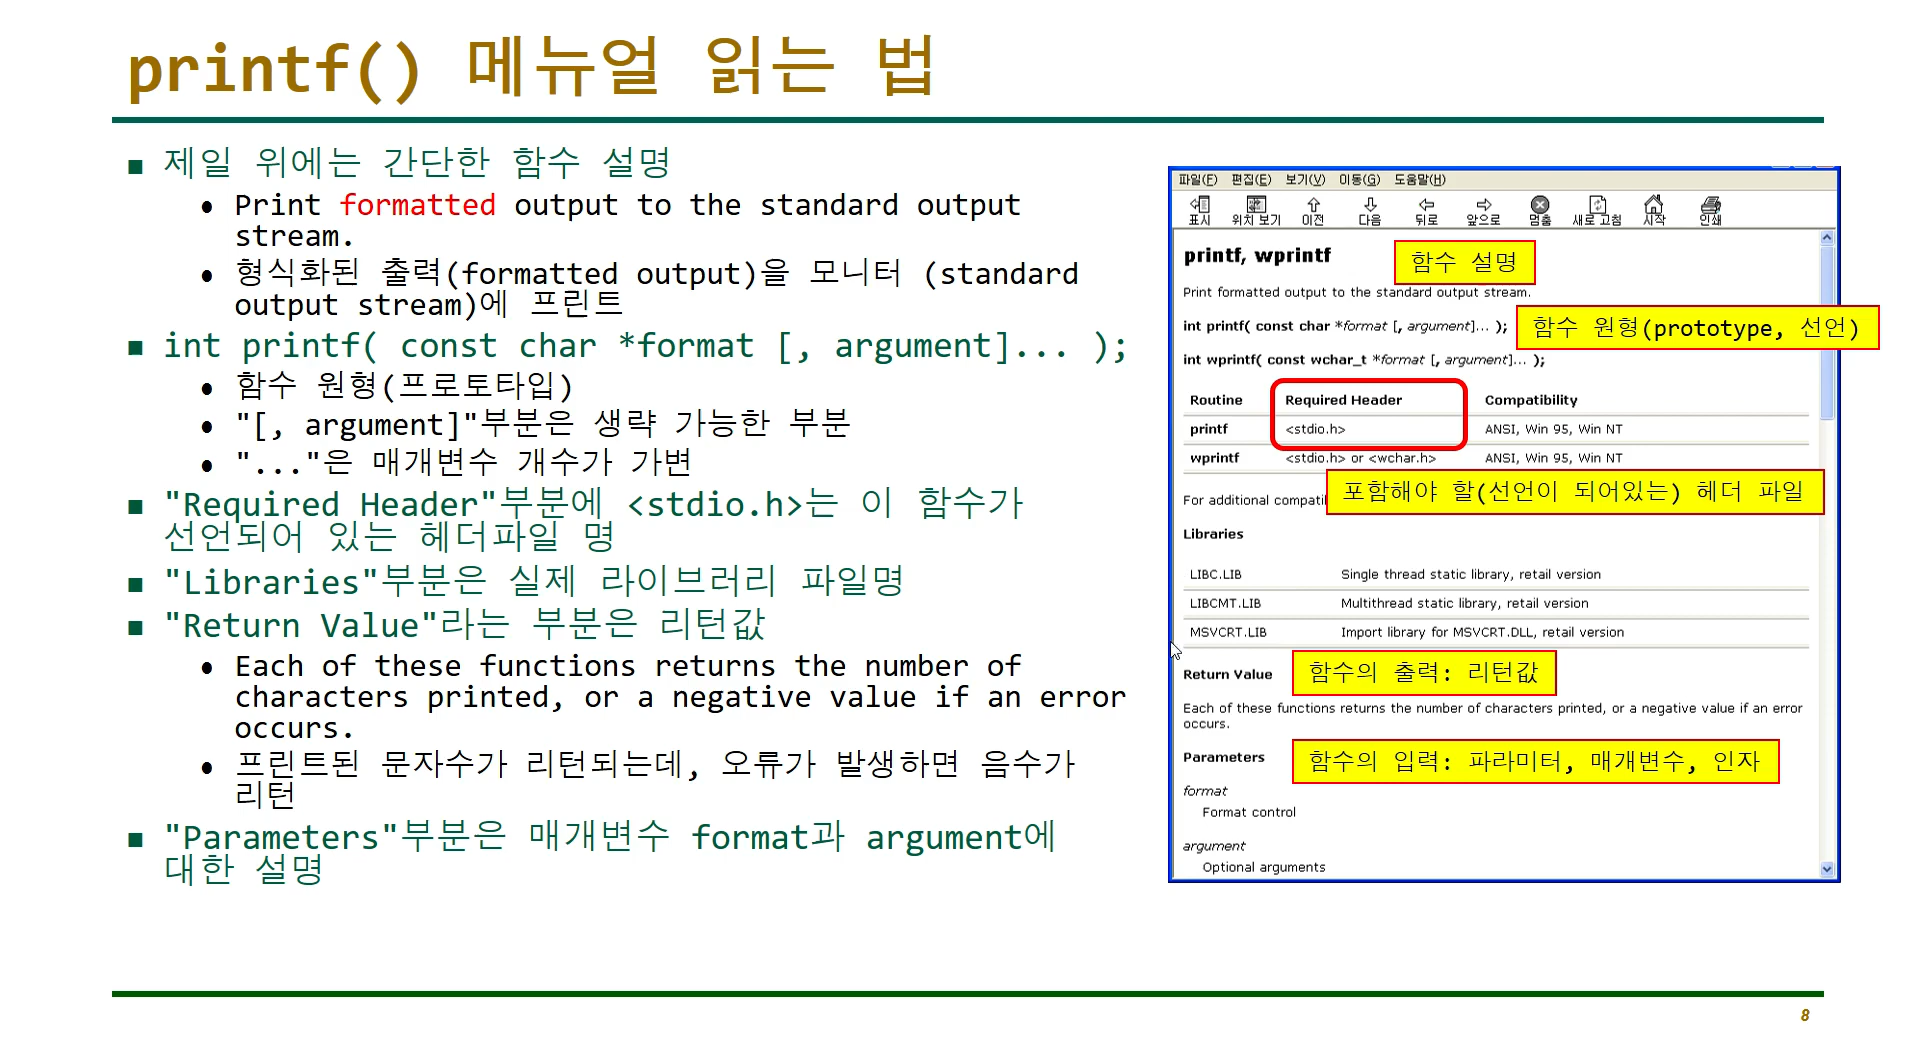 printf() 메뉴얼 읽는 법
■ 제일 위에는 간단한 함수 설명
● Print formatted output to the standard output
stream.
● 형식화된 출력(formatted output)을 모니터 (standard
output stream)에 프린트
■ int printf( const char *format [, argument]... );
● 함수 원형(프로토타입)
● "[, argument]"부분은 생략 가능한 부분
● "..."은 매개변수 개수가 가변
■ "Required Header"부분에 <stdio.h>는 이 함수가
선언되어 있는 헤더파일 명
■ "Libraries"부분은 실제 라이브러리 파일명
■ "Return Value"라는 부분은 리턴값
● Each of these functions returns the number of
characters printed, or a negative value if an error
occurs.
● 프린트된 문자수가 리턴되는데, 오류가 발생하면 음수가
리턴
■ "Parameters"부분은 매개변수 format과 argument에
대한 설명
파일(F) 편집(E) 보기(V) 이동(G) 도움말(H)
표시 위치 보기 이전 다음 뒤로 앞으로 멈춤 새로 고침 시작 인쇄
printf, wprintf
함수 설명
Print formatted output to the standard output stream.
int printf( const char *format [, argument]... );
함수 원형(prototype, 선언)
int wprintf( const wchar_t *format [, argument]... );
Routine Required Header Compatibility
printf <stdio.h> ANSI, Win 95, Win NT
wprintf <stdio.h> or <wchar.h> ANSI, Win 95, Win NT
포함해야 할(선언이 되어있는) 헤더 파일
For additional compati
Libraries
LIBC.LIB Single thread static library, retail version
LIBCMT.LIB Multithread static library, retail version
MSVCRT.LIB Import library for MSVCRT.DLL, retail version
Return Value
함수의 출력: 리턴값
Each of these functions returns the number of characters printed, or a negative value if an error
occurs.
Parameters
함수의 입력: 파라미터, 매개변수, 인자
format
Format control
argument
Optional arguments
8